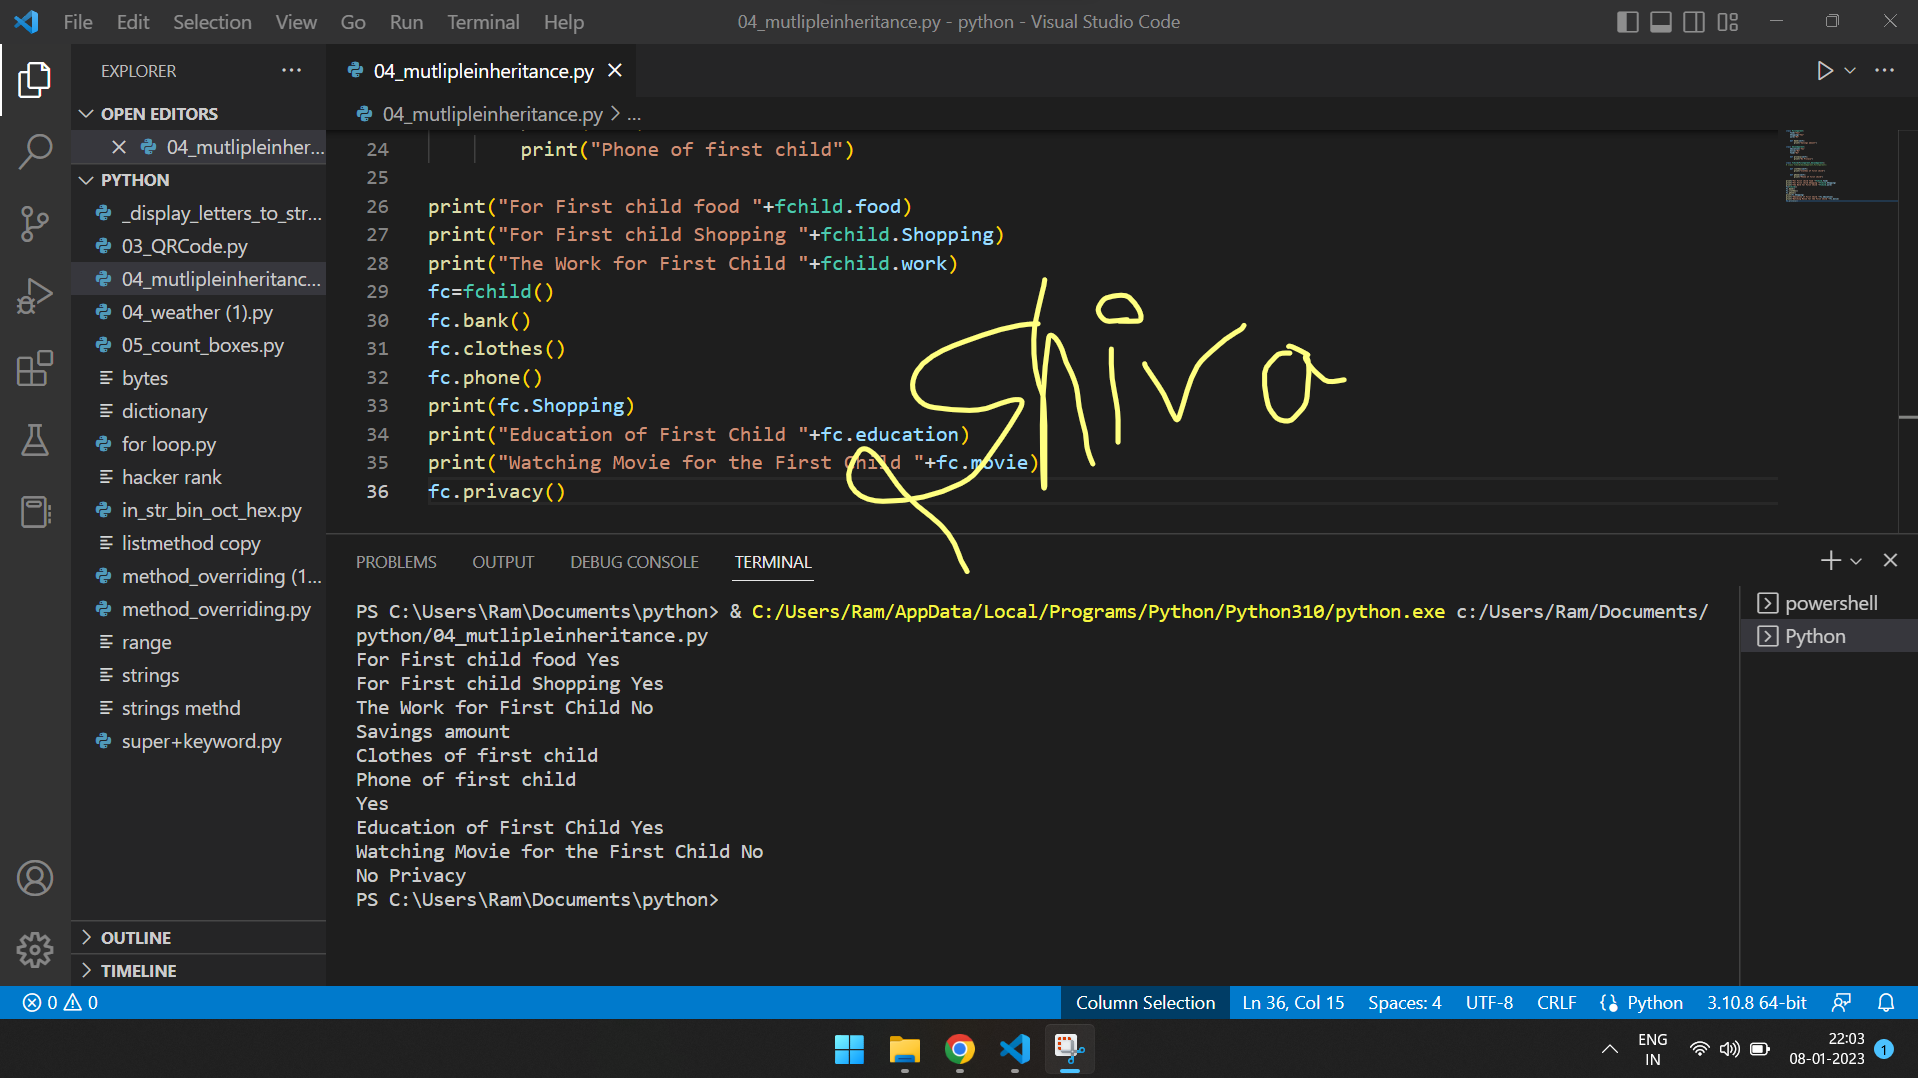 File Edit Selection View Go Run Terminal Help 04_mutlipleinheritance.py - python - Visual Studio Code
EXPLORER
OPEN EDITORS
04_mutlipleinher...
PYTHON
_display_letters_to_str...
03_QRCode.py
04_mutlipleinheritanc...
04_weather (1).py
05_count_boxes.py
bytes
dictionary
for loop.py
hacker rank
in_str_bin_oct_hex.py
listmethod copy
method_overriding (1...
method_overriding.py
range
strings
strings methd
super+keyword.py
OUTLINE
TIMELINE
04_mutlipleinheritance.py
04_mutlipleinheritance.py > ...
24 print("Phone of first child")
25
26 print("For First child food "+fchild.food)
27 print("For First child Shopping "+fchild.Shopping)
28 print("The Work for First Child "+fchild.work)
29 fc=fchild()
30 fc.bank()
31 fc.clothes()
32 fc.phone()
33 print(fc.Shopping)
34 print("Education of First Child "+fc.education)
35 print("Watching Movie for the First Child "+fc.movie)
36 fc.privacy()
Shiva
PROBLEMS OUTPUT DEBUG CONSOLE TERMINAL
PS C:\Users\Ram\Documents\python> & C:/Users/Ram/AppData/Local/Programs/Python/Python310/python.exe c:/Users/Ram/Documents/
python/04_mutlipleinheritance.py
For First child food Yes
For First child Shopping Yes
The Work for First Child No
Savings amount
Clothes of first child
Phone of first child
Yes
Education of First Child Yes
Watching Movie for the First Child No
No Privacy
PS C:\Users\Ram\Documents\python>
powershell
Python
0 0 Column Selection Ln 36, Col 15 Spaces: 4 UTF-8 CRLF Python 3.10.8 64-bit
ENG
IN
22:03
08-01-2023
1